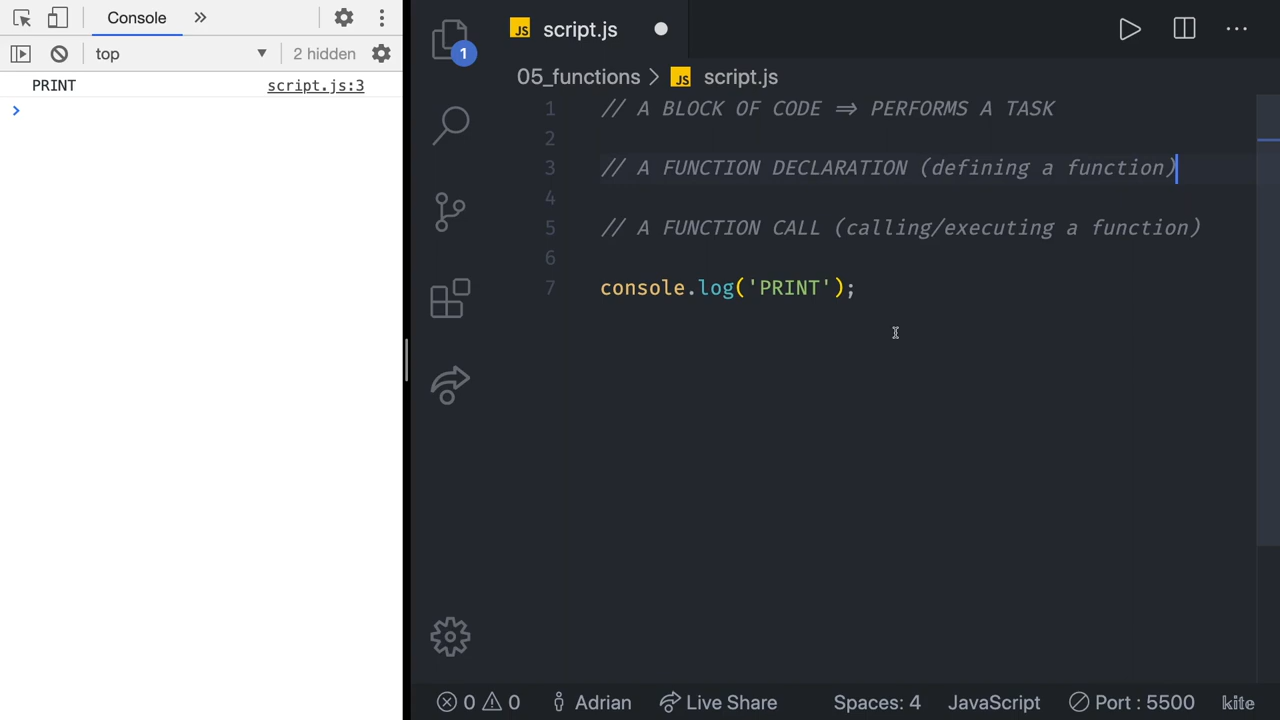 Console
top
2 hidden
PRINT script.js:3
script.js
1
05_functions > script.js
1 // A BLOCK OF CODE => PERFORMS A TASK
2
3 // A FUNCTION DECLARATION (defining a function)
4
5 // A FUNCTION CALL (calling/executing a function)
6
7 console.log('PRINT');
0 0 Adrian Live Share Spaces: 4 JavaScript Port : 5500 kite